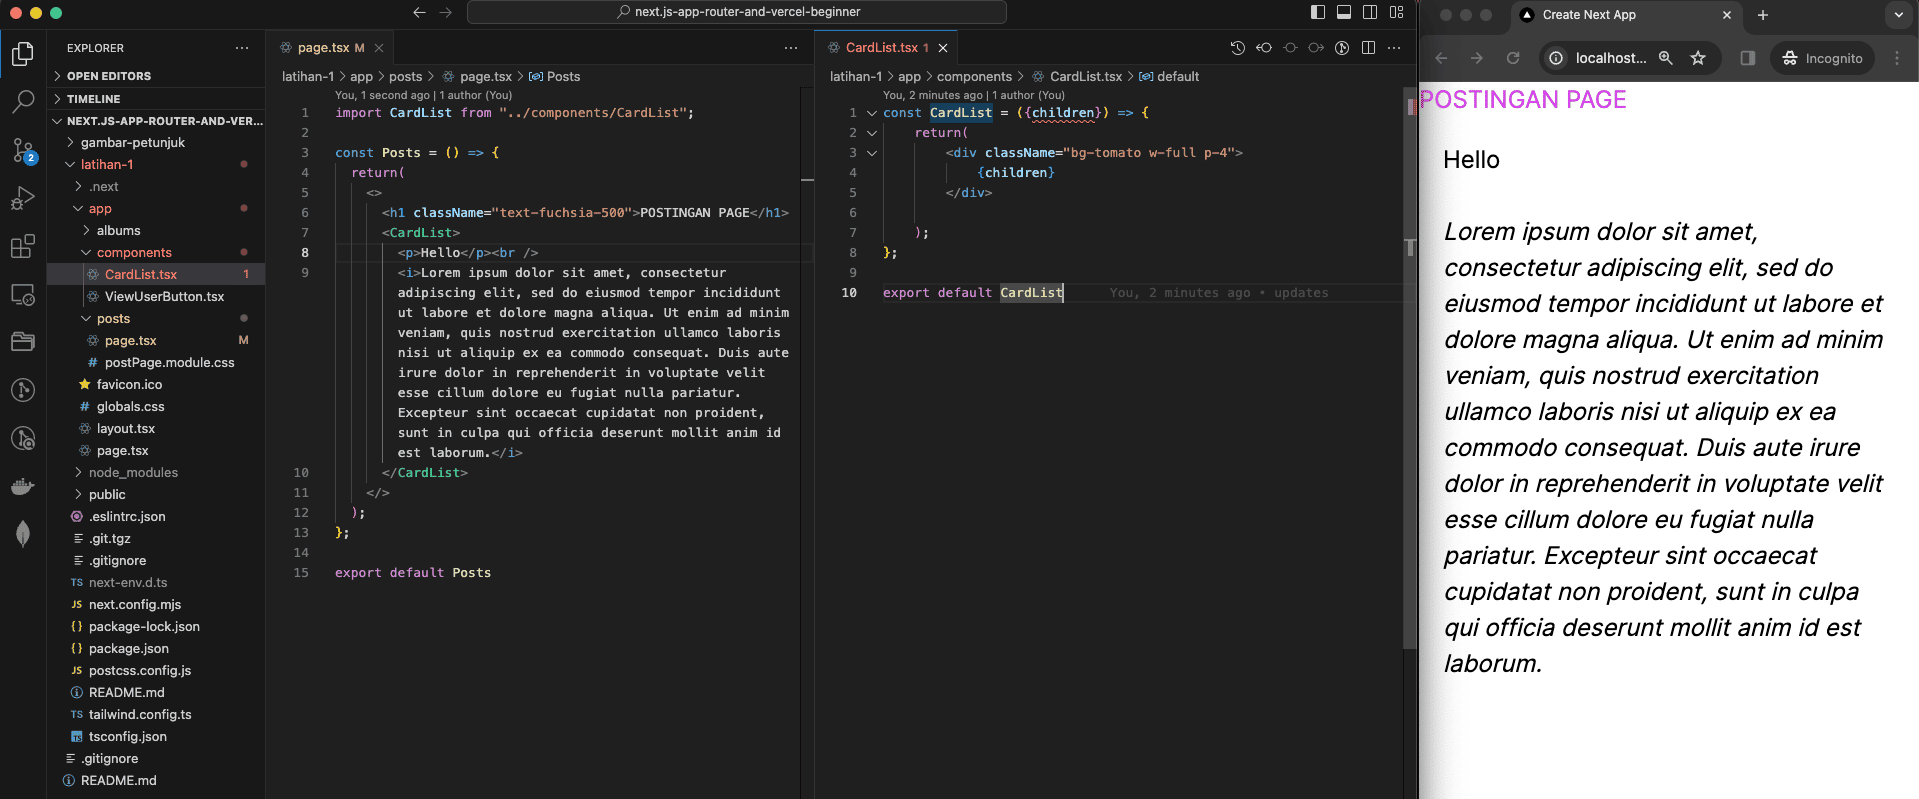 next.js-app-router-and-vercel-beginner
EXPLORER
OPEN EDITORS
TIMELINE
NEXT.JS-APP-ROUTER-AND-VER...
gambar-petunjuk
latihan-1
.next
app
albums
components
CardList.tsx 1
ViewUserButton.tsx
posts
page.tsx M
postPage.module.css
favicon.ico
globals.css
layout.tsx
page.tsx
node_modules
public
.eslintrc.json
.git.tgz
.gitignore
next-env.d.ts
next.config.mjs
package-lock.json
package.json
postcss.config.js
README.md
tailwind.config.ts
tsconfig.json
.gitignore
README.md
2
page.tsx M
latihan-1 > app > posts > page.tsx > Posts
You, 1 second ago | 1 author (You)
1 import CardList from "../components/CardList";
2
3 const Posts = () => {
4 return(
5 <>
6 <h1 className="text-fuchsia-500">POSTINGAN PAGE</h1>
7 <CardList>
8 <p>Hello</p><br />
9 <i>Lorem ipsum dolor sit amet, consectetur
adipiscing elit, sed do eiusmod tempor incididunt
ut labore et dolore magna aliqua. Ut enim ad minim
veniam, quis nostrud exercitation ullamco laboris
nisi ut aliquip ex ea commodo consequat. Duis aute
irure dolor in reprehenderit in voluptate velit
esse cillum dolore eu fugiat nulla pariatur.
Excepteur sint occaecat cupidatat non proident,
sunt in culpa qui officia deserunt mollit anim id
est laborum.</i>
10 </CardList>
11 </>
12 );
13 };
14
15 export default Posts
CardList.tsx 1
latihan-1 > app > components > CardList.tsx > default
You, 2 minutes ago | 1 author (You)
1 const CardList = ({children}) => {
2 return(
3 <div className="bg-tomato w-full p-4">
4 {children}
5 </div>
6
7 );
8 };
9
10 export default CardList You, 2 minutes ago • updates
Create Next App
localhost...
Incognito
POSTINGAN PAGE
Hello
Lorem ipsum dolor sit amet,
consectetur adipiscing elit, sed do
eiusmod tempor incididunt ut labore et
dolore magna aliqua. Ut enim ad minim
veniam, quis nostrud exercitation
ullamco laboris nisi ut aliquip ex ea
commodo consequat. Duis aute irure
dolor in reprehenderit in voluptate velit
esse cillum dolore eu fugiat nulla
pariatur. Excepteur sint occaecat
cupidatat non proident, sunt in culpa
qui officia deserunt mollit anim id est
laborum.